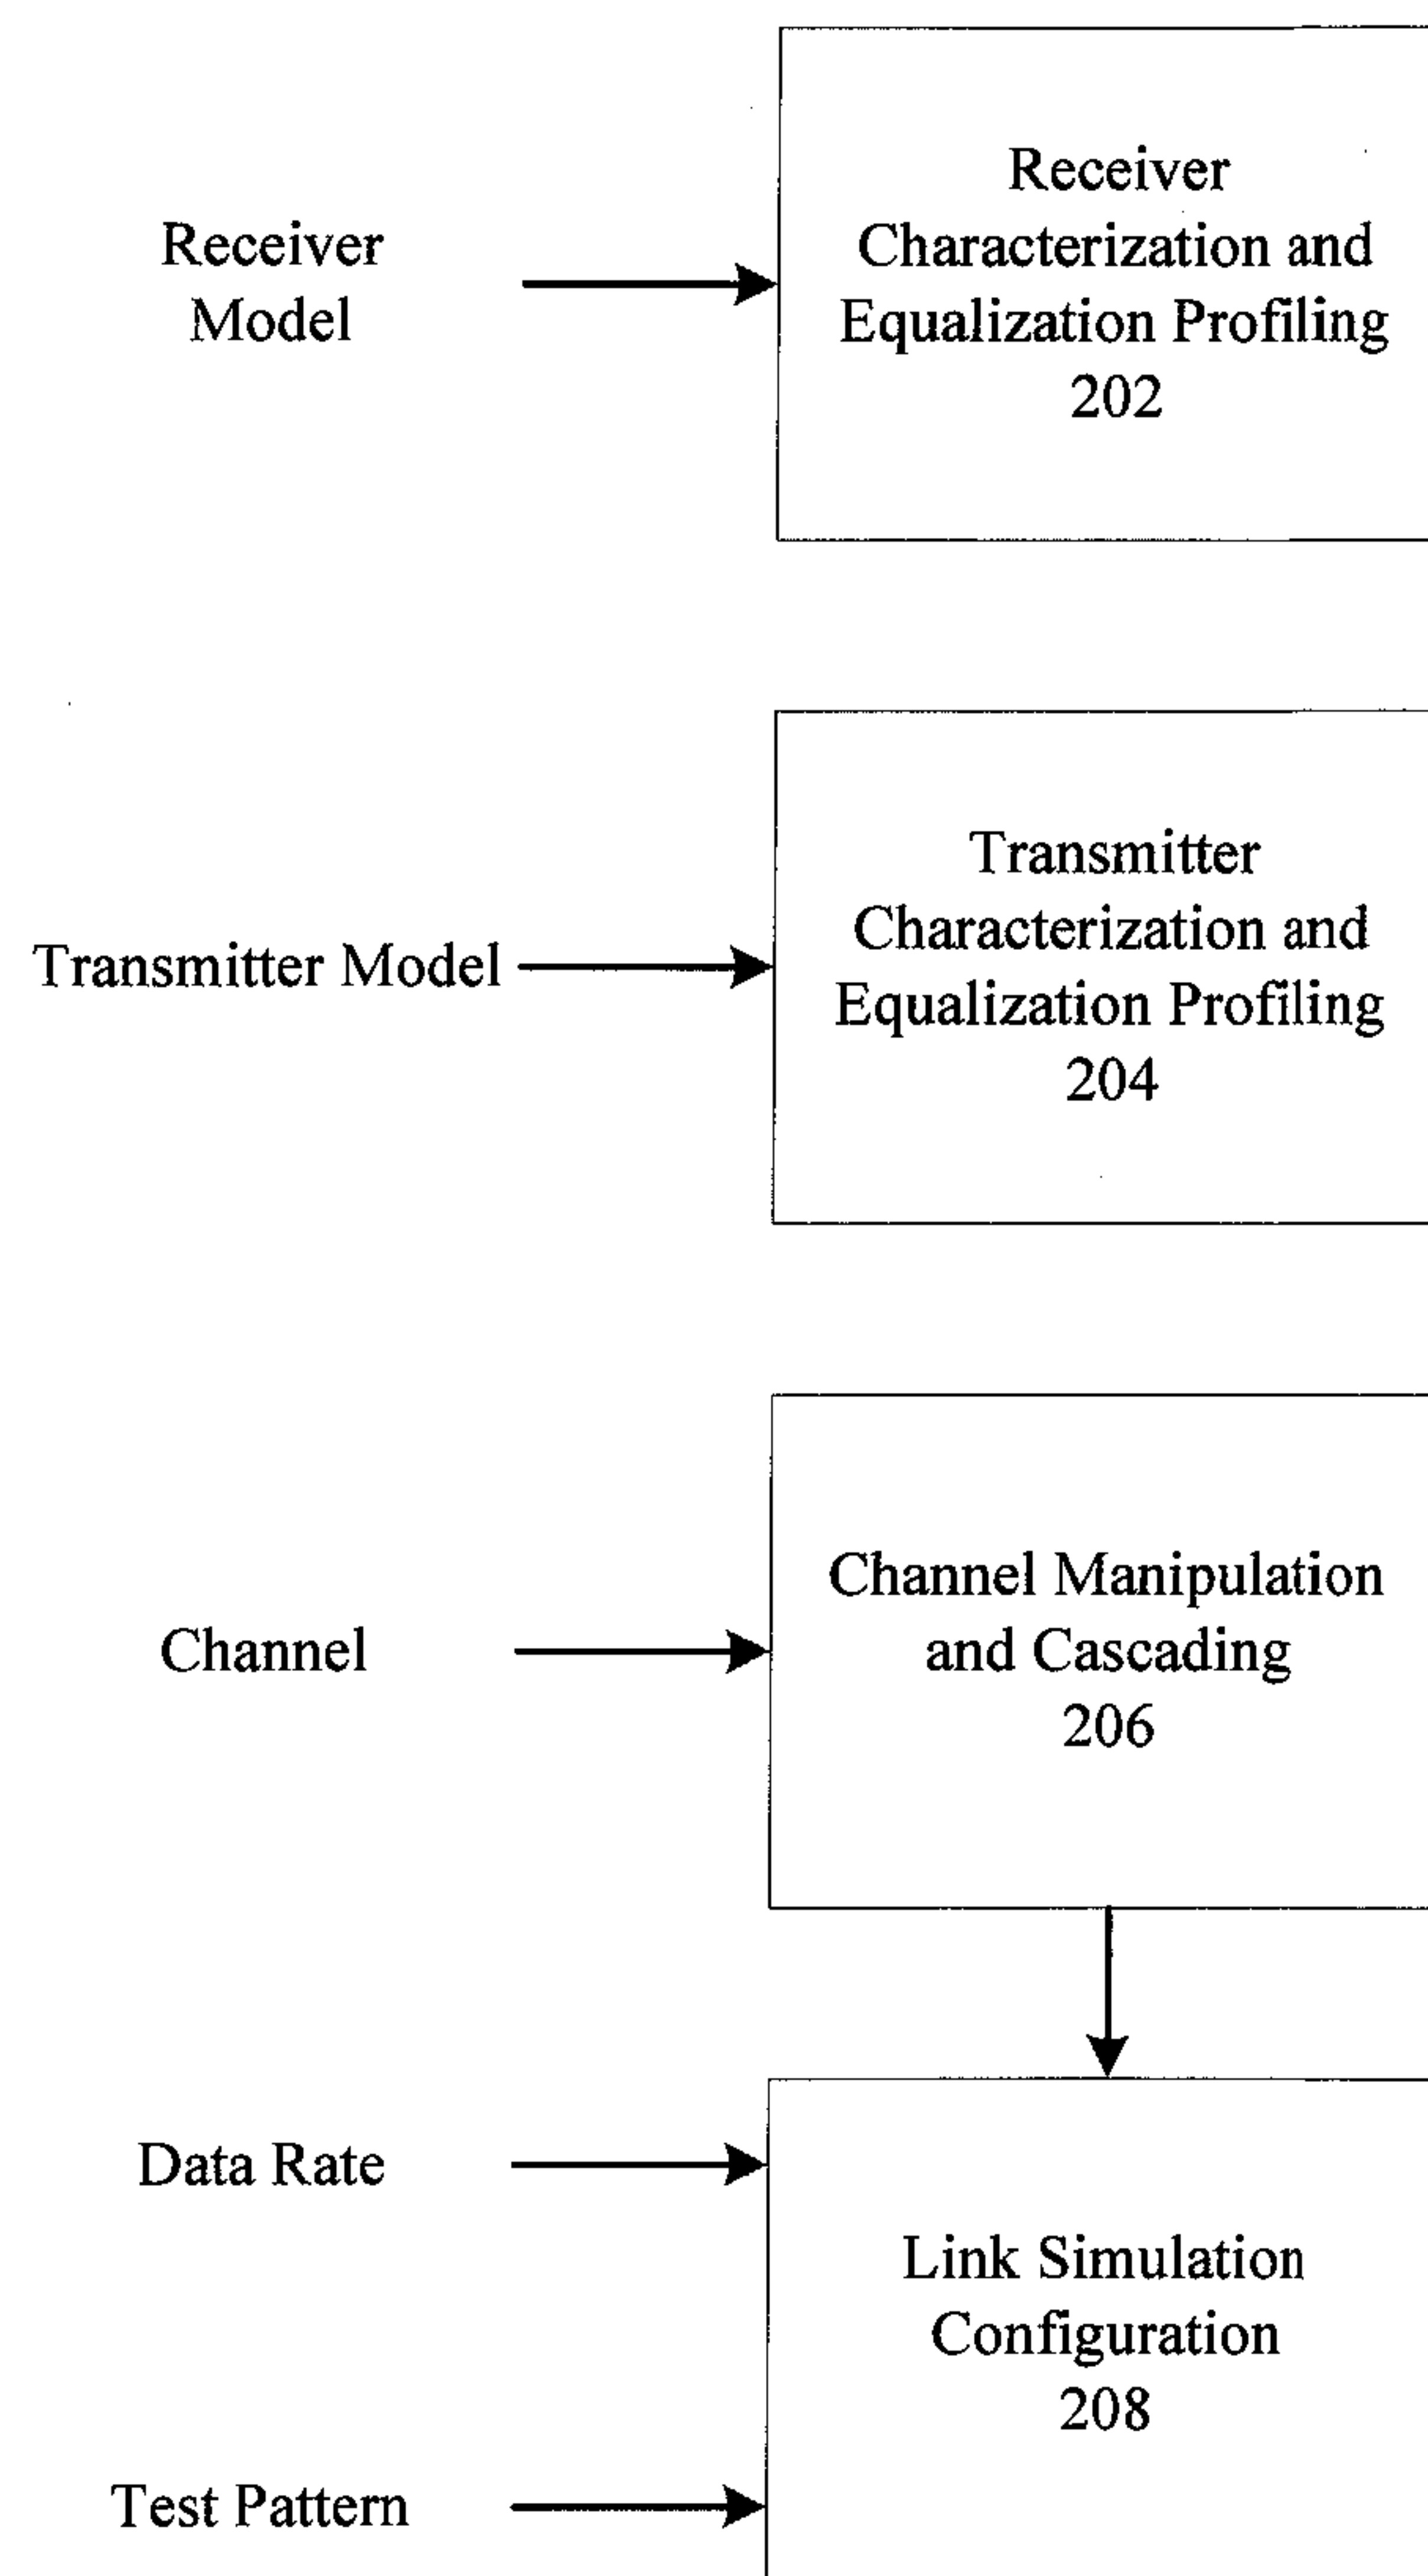 Receiver
Model
Receiver
Characterization and
Equalization Profiling
202
Transmitter Model
Transmitter
Characterization and
Equalization Profiling
204
Channel
Channel Manipulation
and Cascading
206
Data Rate
Link Simulation
Configuration
208
Test Pattern